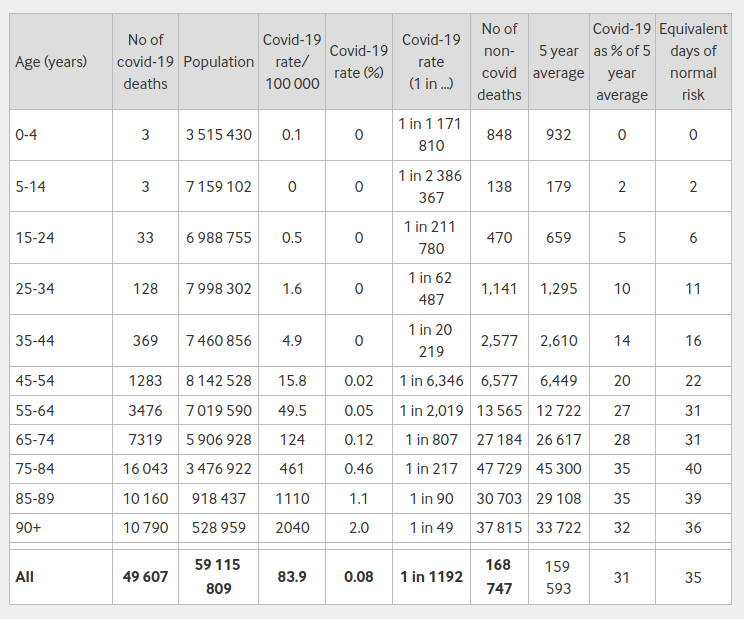 Age (years) No of covid-19 deaths Population Covid-19 rate/ 100 000 Covid-19 rate (%) Covid-19 rate (1 in ...) No of non- covid deaths 5 year average Covid-19 as % of 5 year average Equivalent days of normal risk
0-4 3 3 515 430 0.1 0 1 in 1 171 810 848 932 0 0
5-14 3 7 159 102 0 0 1 in 2 386 367 138 179 2 2
15-24 33 6 988 755 0.5 0 1 in 211 780 470 659 5 6
25-34 128 7 998 302 1.6 0 1 in 62 487 1,141 1,295 10 11
35-44 369 7 460 856 4.9 0 1 in 20 219 2,577 2,610 14 16
45-54 1283 8 142 528 15.8 0.02 1 in 6,346 6,577 6,449 20 22
55-64 3476 7 019 590 49.5 0.05 1 in 2,019 13 565 12 722 27 31
65-74 7319 5 906 928 124 0.12 1 in 807 27 184 26 617 28 31
75-84 16 043 3 476 922 461 0.46 1 in 217 47 729 45 300 35 40
85-89 10 160 918 437 1110 1.1 1 in 90 30 703 29 108 35 39
90+ 10 790 528 959 2040 2.0 1 in 49 37 815 33 722 32 36
All 49 607 59 115 809 83.9 0.08 1 in 1192 168 747 159 593 31 35